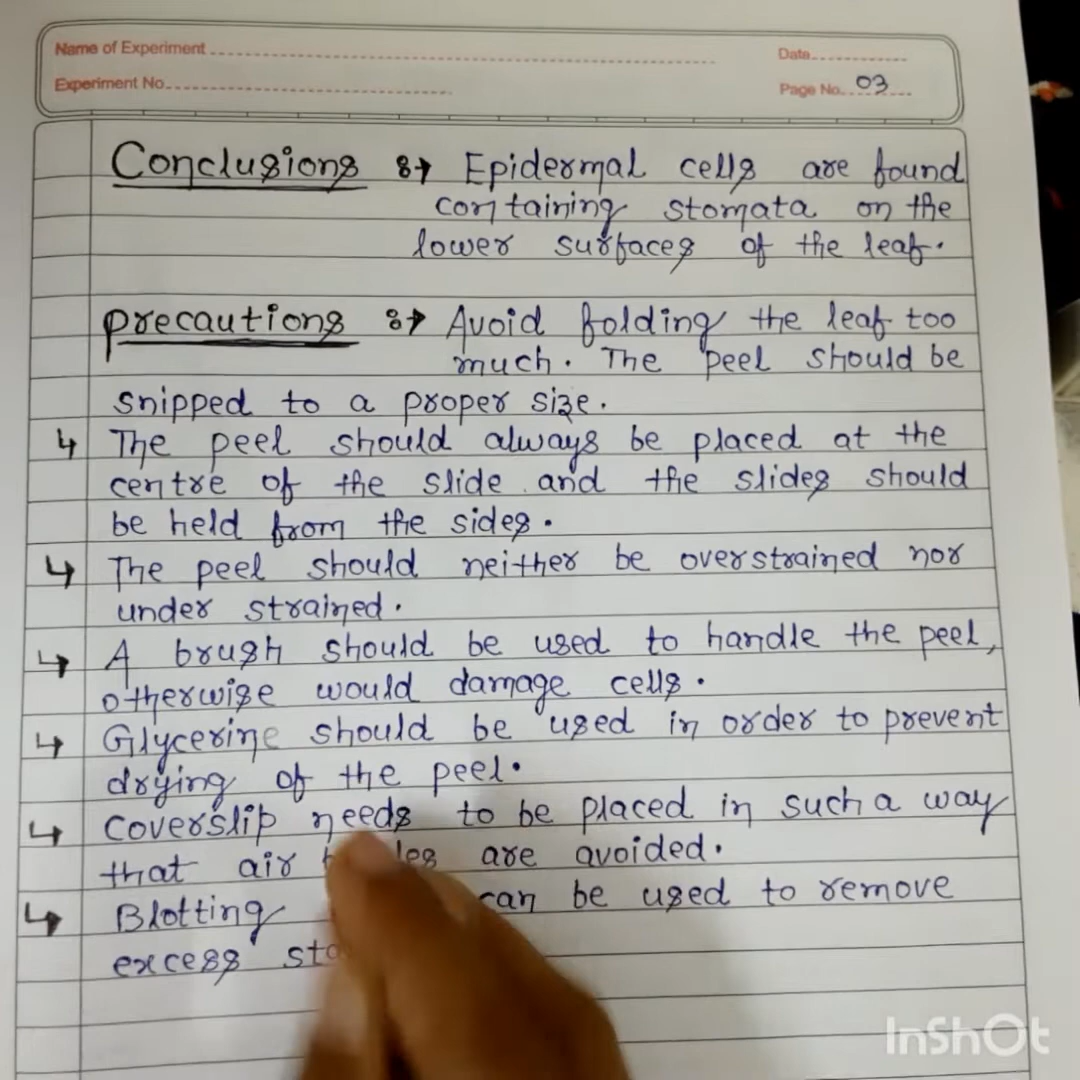 Name of Experiment Date
Experiment No. Page No. 03
Conclusions :→ Epidermal cells are found
containing stomata on the
lower surfaces of the leaf.
Precautions :→ Avoid folding the leaf too
much. The peel should be
snipped to a proper size.
↳ The peel should always be placed at the
centre of the slide and the slides should
be held from the sides.
↳ The peel should neither be overstrained nor
under strained.
↳ A brush should be used to handle the peel,
otherwise would damage cells.
↳ Glycerine should be used in order to prevent
drying of the peel.
↳ Coverslip needs to be placed in such a way
that air are avoided.
↳ Blotting can be used to remove
excess
InShOt